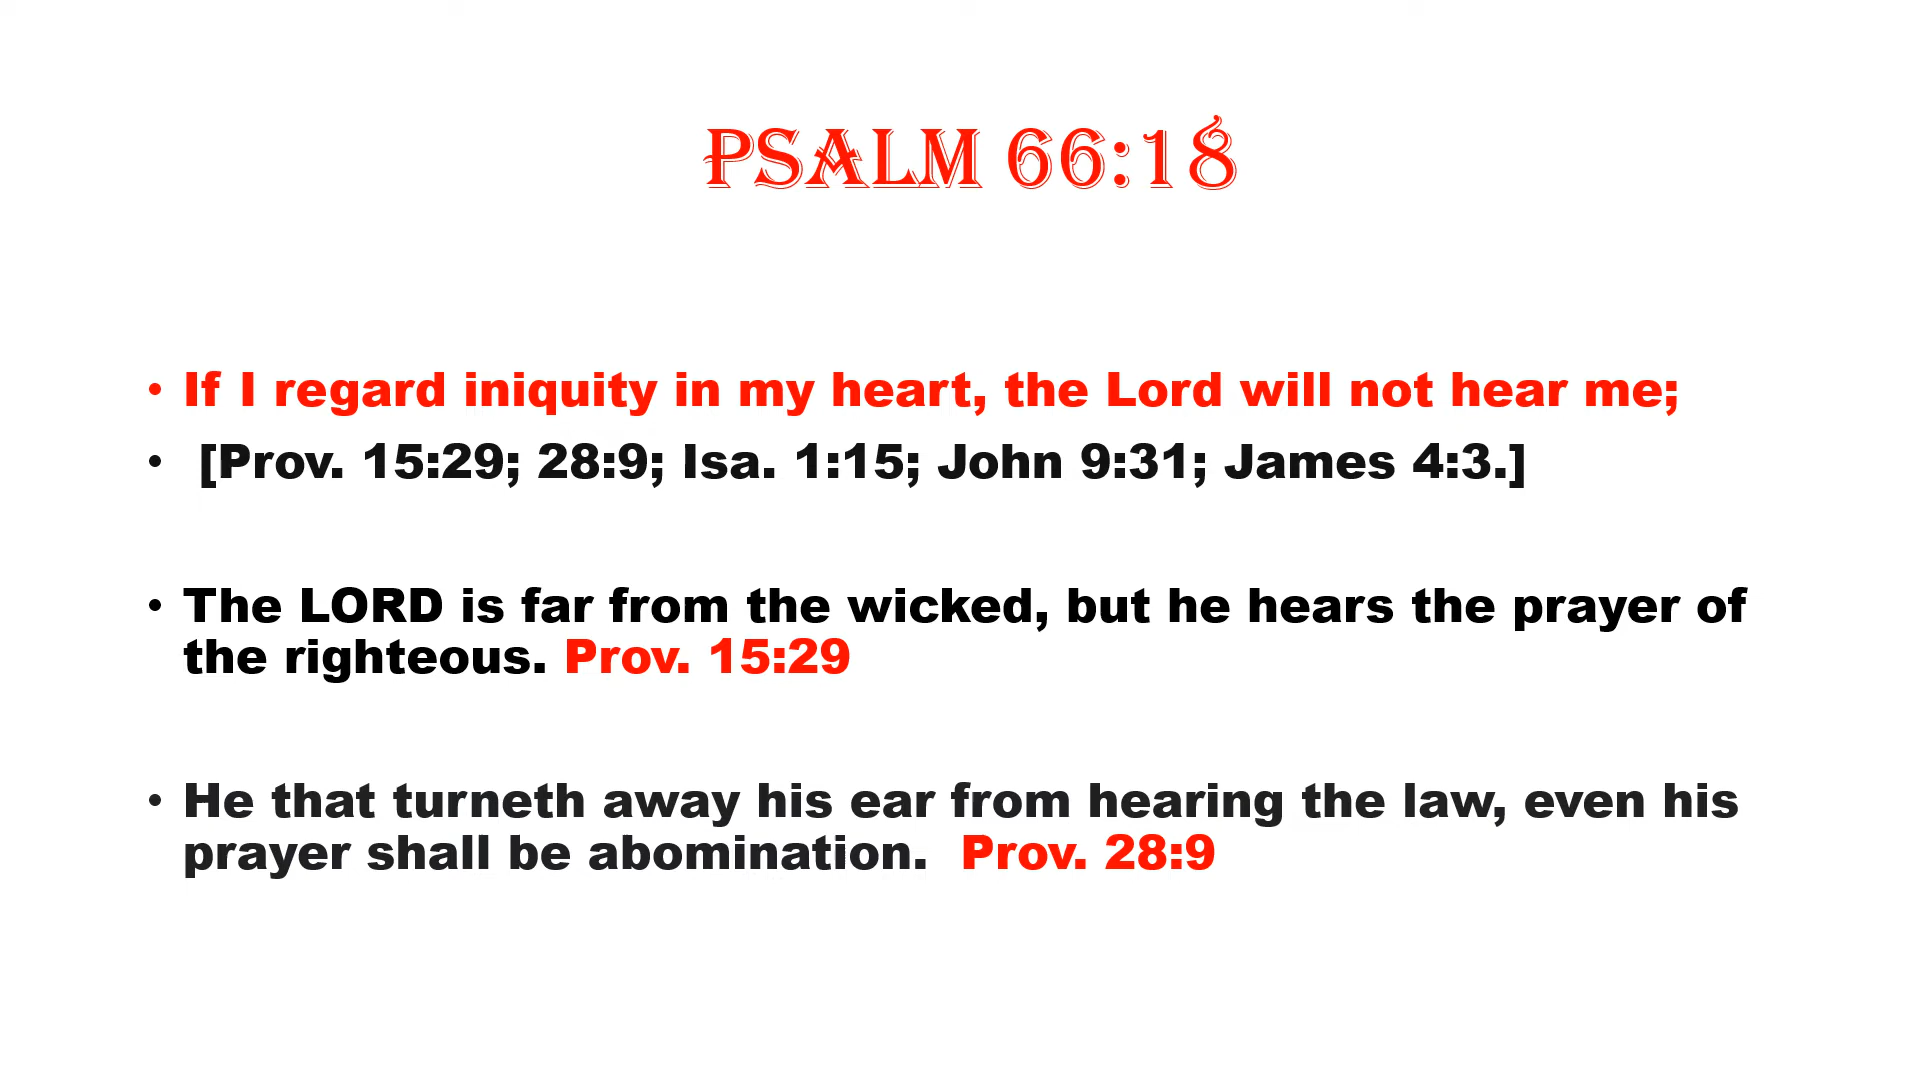 PSALM 66:18
• If I regard iniquity in my heart, the Lord will not hear me;
• [Prov. 15:29; 28:9; Isa. 1:15; John 9:31; James 4:3.]
• The LORD is far from the wicked, but he hears the prayer of
the righteous. Prov. 15:29
• He that turneth away his ear from hearing the law, even his
prayer shall be abomination.  Prov. 28:9